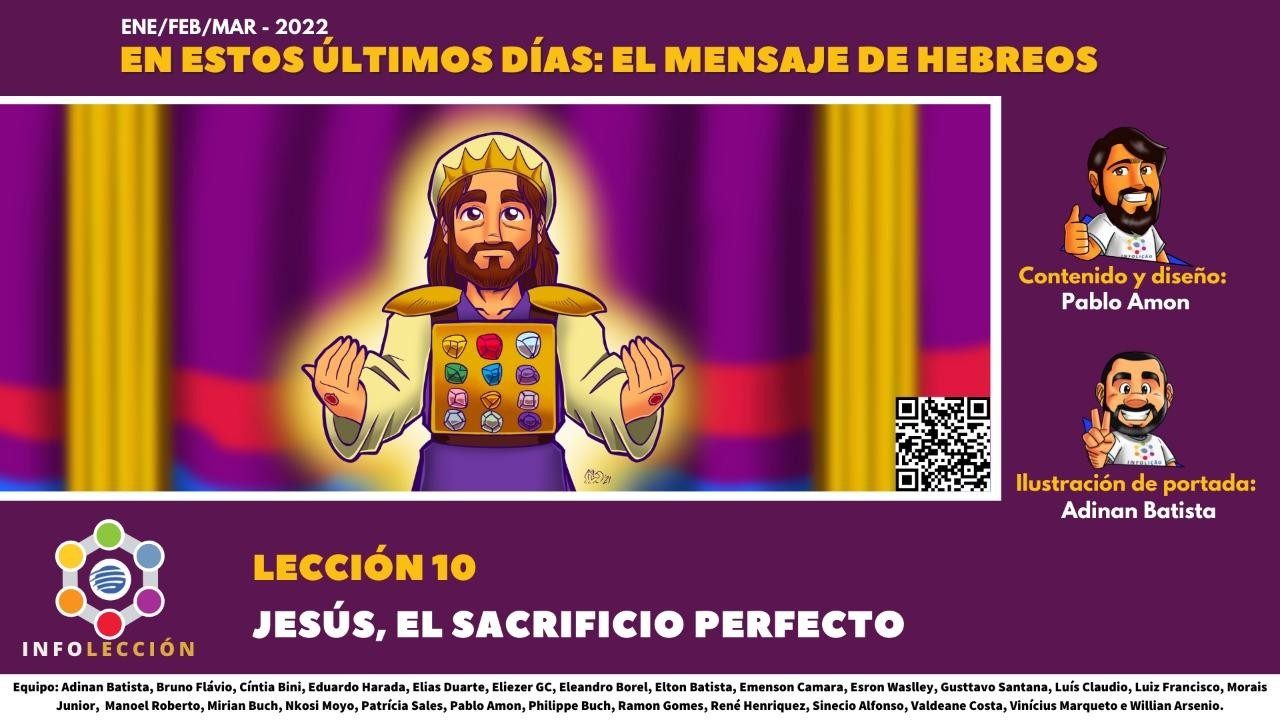 ENE/FEB/MAR - 2022
EN ESTOS ÚLTIMOS DÍAS: EL MENSAJE DE HEBREOS
Contenido y diseño:
Pablo Amon
Ilustración de portada:
Adinan Batista
LECCIÓN 10
JESÚS, EL SACRIFICIO PERFECTO
INFOLECCIÓN
Equipo: Adinan Batista, Bruno Flávio, Cíntia Bini, Eduardo Harada, Elias Duarte, Eliezer GC, Eleandro Borel, Elton Batista, Emenson Camara, Esron Waslley, Gusttavo Santana, Luís Claudio, Luiz Francisco, Morais
Junior, Manoel Roberto, Mirian Buch, Nkosi Moyo, Patrícia Sales, Pablo Amon, Philippe Buch, Ramon Gomes, René Henriquez, Sinecio Alfonso, Valdeane Costa, Vinícius Marqueto e Willian Arsenio.